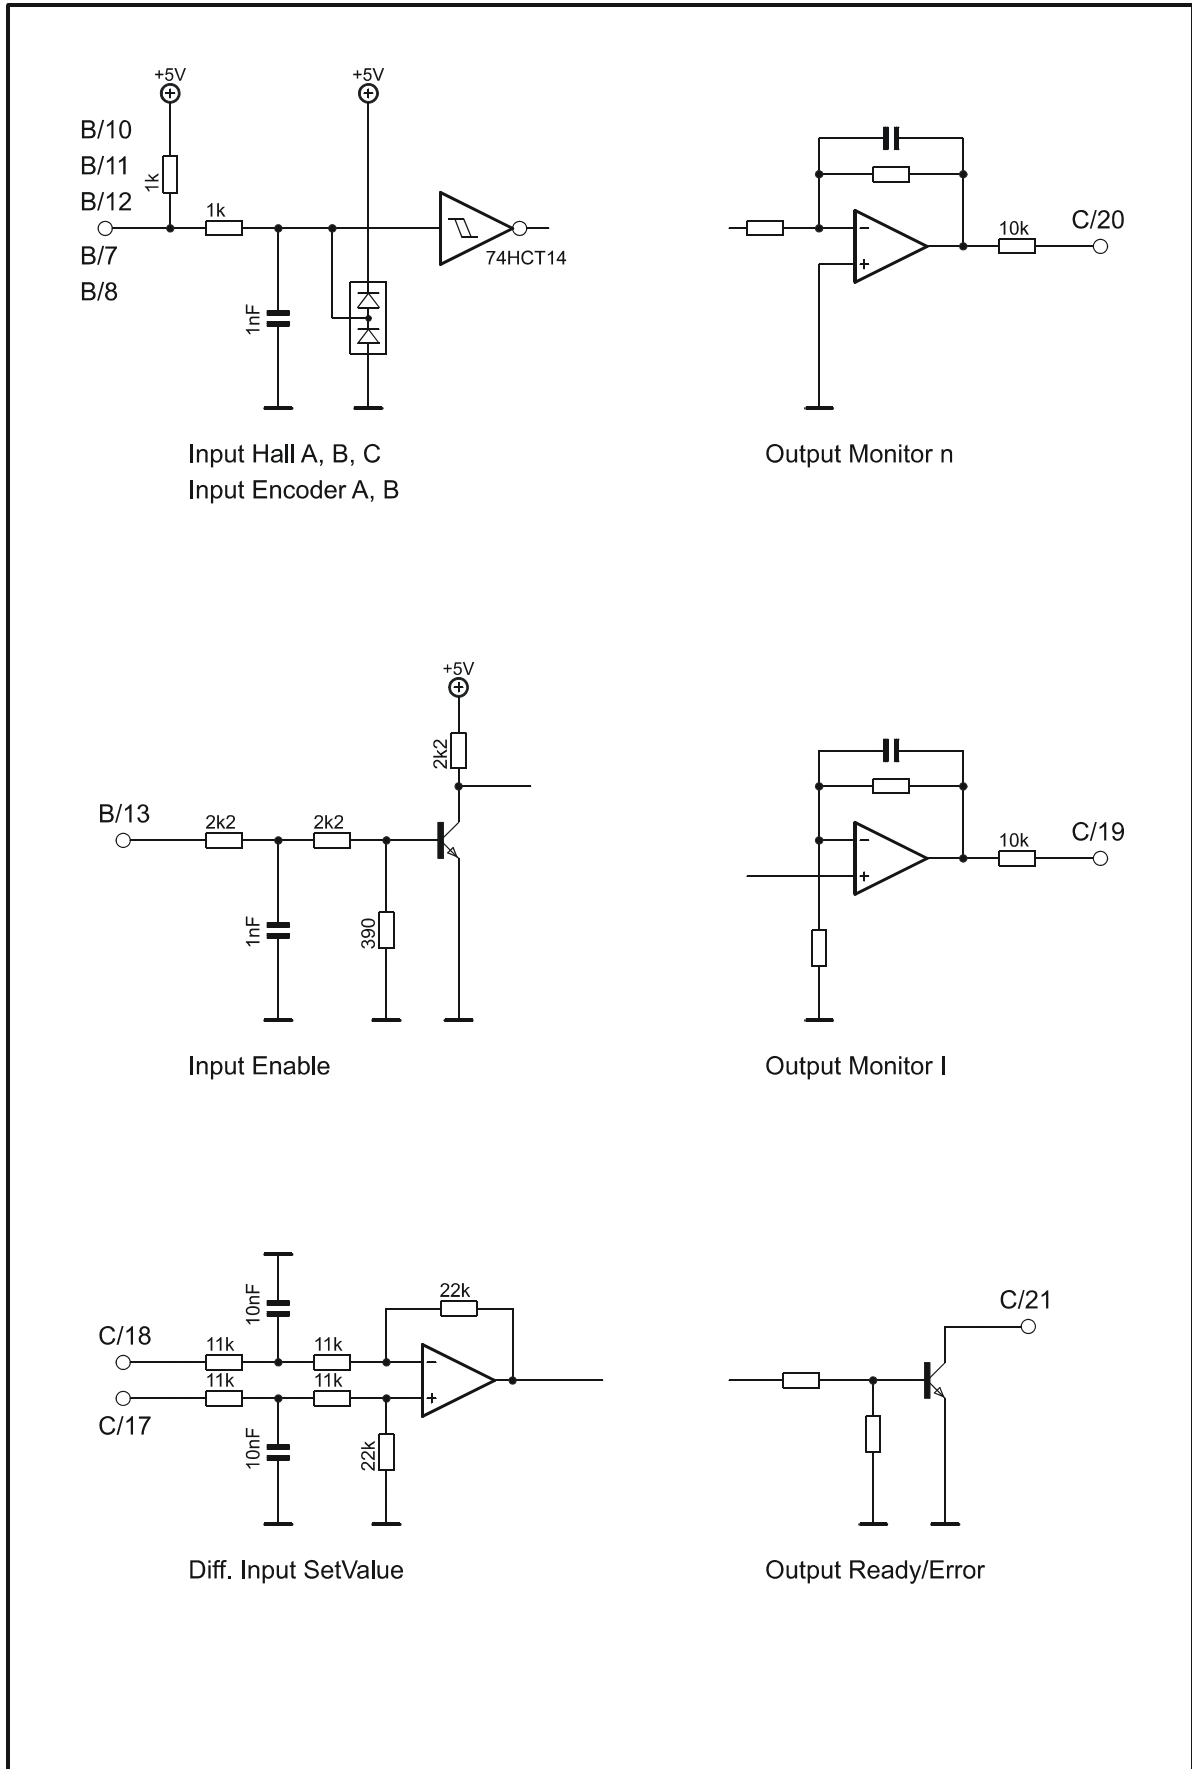 +5V
+5V
B/10
B/11
B/12
B/7
B/8
1k
1k
1nF
74HCT14
Input Hall A, B, C
Input Encoder A, B
10k
C/20
Output Monitor n
+5V
2k2
B/13
2k2
2k2
1nF
390
Input Enable
10k
C/19
Output Monitor I
10nF
22k
C/18
11k
11k
11k
11k
C/17
10nF
22k
Diff. Input SetValue
C/21
Output Ready/Error